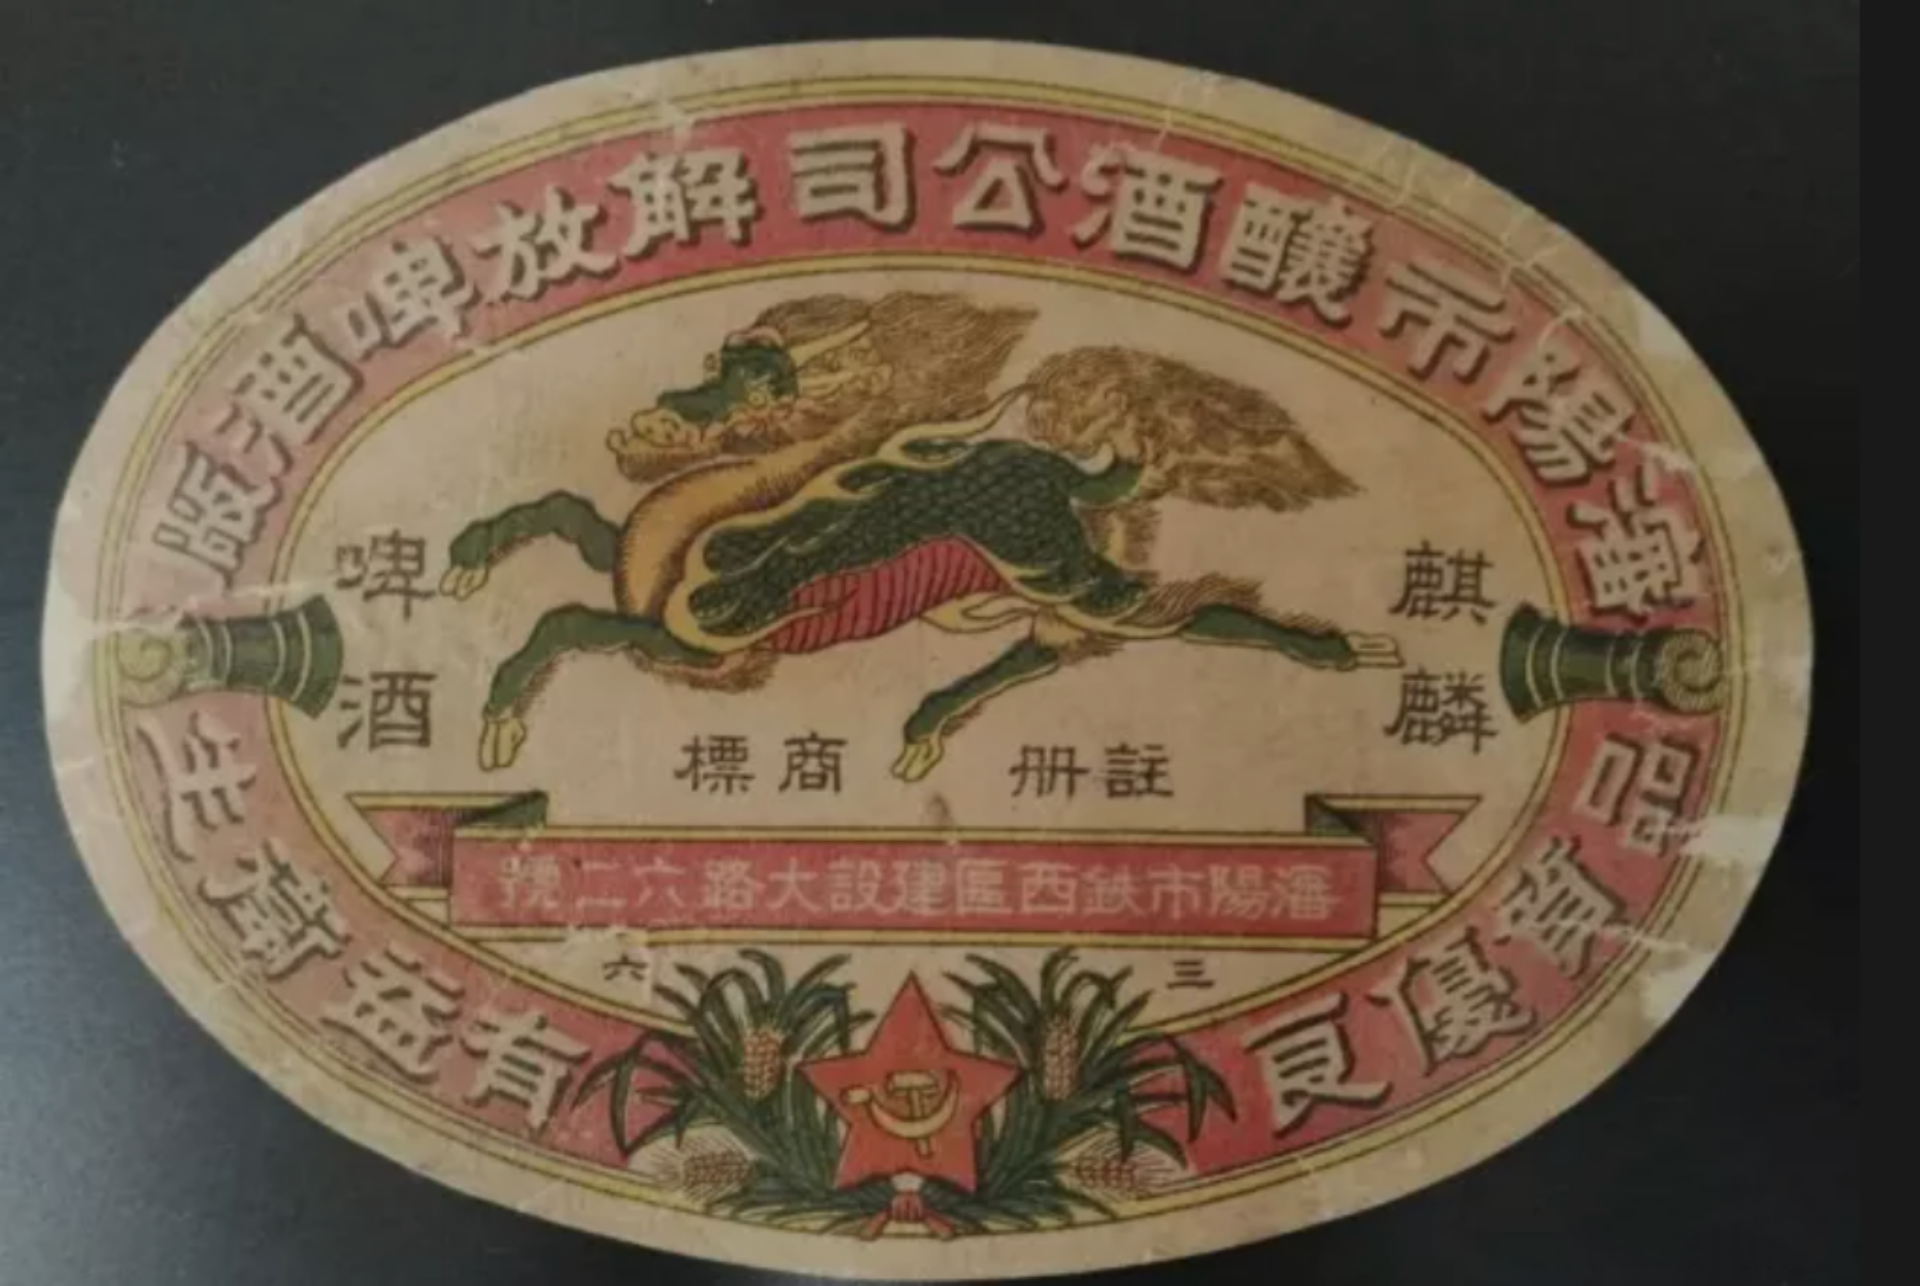 瀋陽市釀酒公司解放啤酒厰
麒麟
啤酒
註册 商標
瀋陽市鉄西區建設大路六二號
三 六
品質優良 有益衛生